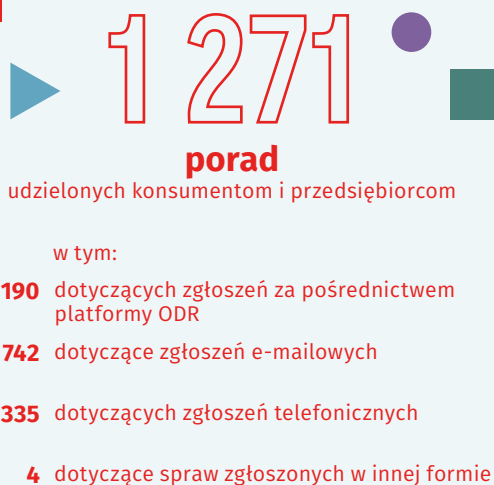 1 271
porad
udzielonych konsumentom i przedsiębiorcom
w tym:
190 dotyczących zgłoszeń za pośrednictwem
platformy ODR
742 dotyczące zgłoszeń e-mailowych
335 dotyczących zgłoszeń telefonicznych
4 dotyczące spraw zgłoszonych w innej formie